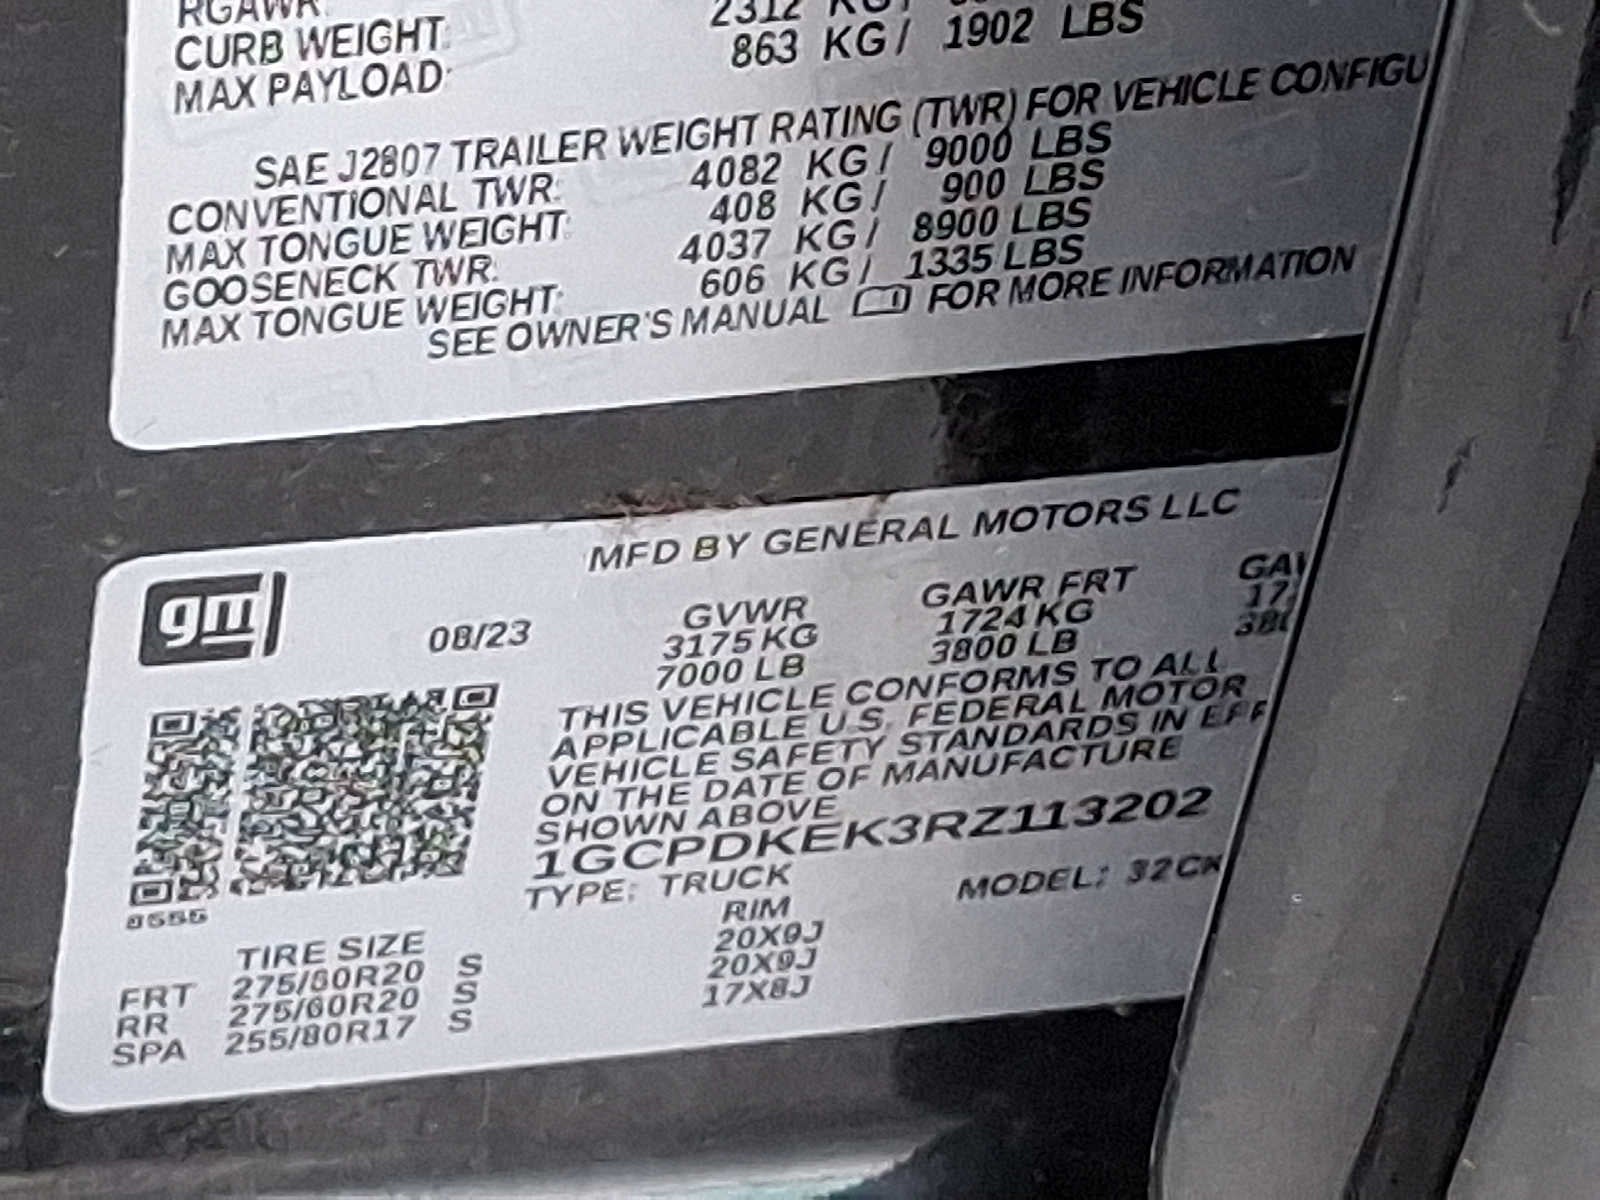 RGAWR:
CURB WEIGHT: 2312 KG/
MAX PAYLOAD: 863 KG / 1902 LBS
SAE J2807 TRAILER WEIGHT RATING (TWR) FOR VEHICLE CONFIGU
CONVENTIONAL TWR: 4082 KG / 9000 LBS
MAX TONGUE WEIGHT: 408 KG / 900 LBS
GOOSENECK TWR: 4037 KG / 8900 LBS
MAX TONGUE WEIGHT: 606 KG / 1335 LBS
SEE OWNER'S MANUAL FOR MORE INFORMATION
MFD BY GENERAL MOTORS LLC
gm
08/23
GVWR GAWR FRT GAW
3175 KG 1724 KG 17
7000 LB 3800 LB 380
THIS VEHICLE CONFORMS TO ALL
APPLICABLE U.S. FEDERAL MOTOR
VEHICLE SAFETY STANDARDS IN EFF
ON THE DATE OF MANUFACTURE
SHOWN ABOVE
1GCPDKEK3RZ113202
TYPE: TRUCK MODEL: 32CK
TIRE SIZE RIM
FRT 275/60R20 S 20X9J
RR 275/60R20 S 20X9J
SPA 255/80R17 S 17X8J